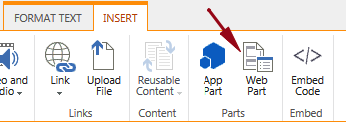 FORMAT TEXT INSERT
eo and Link Upload Reusable App Web Embed
dio File Content Part Part Code
Links Content Parts Embed